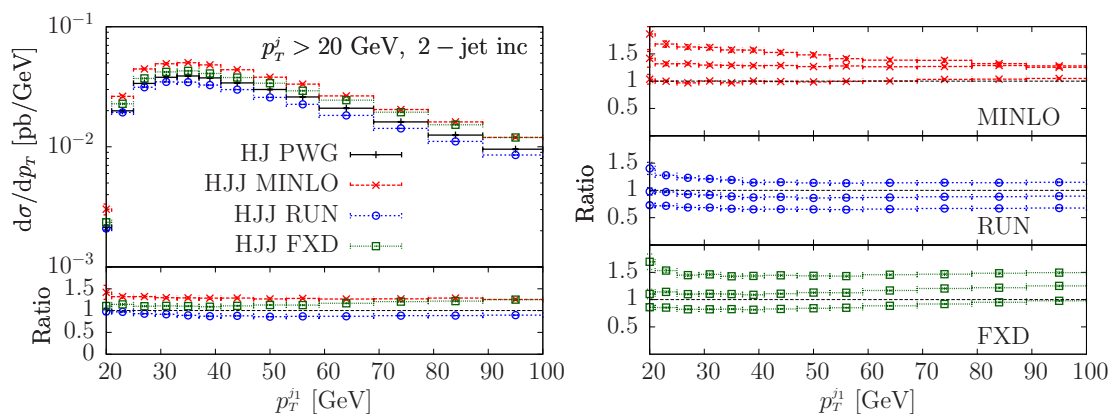 10⁻¹
10⁻²
10⁻³
dσ/dp_T [pb/GeV]
p_T^j > 20 GeV, 2 − jet inc
HJ PWG
HJJ MINLO
HJJ RUN
HJJ FXD
Ratio
1.5
1
0.5
0
20 30 40 50 60 70 80 90 100
p_T^{j1} [GeV]
Ratio
1.5
1
0.5
MINLO
1.5
1
0.5
RUN
1.5
1
0.5
FXD
20 30 40 50 60 70 80 90 100
p_T^{j1} [GeV]